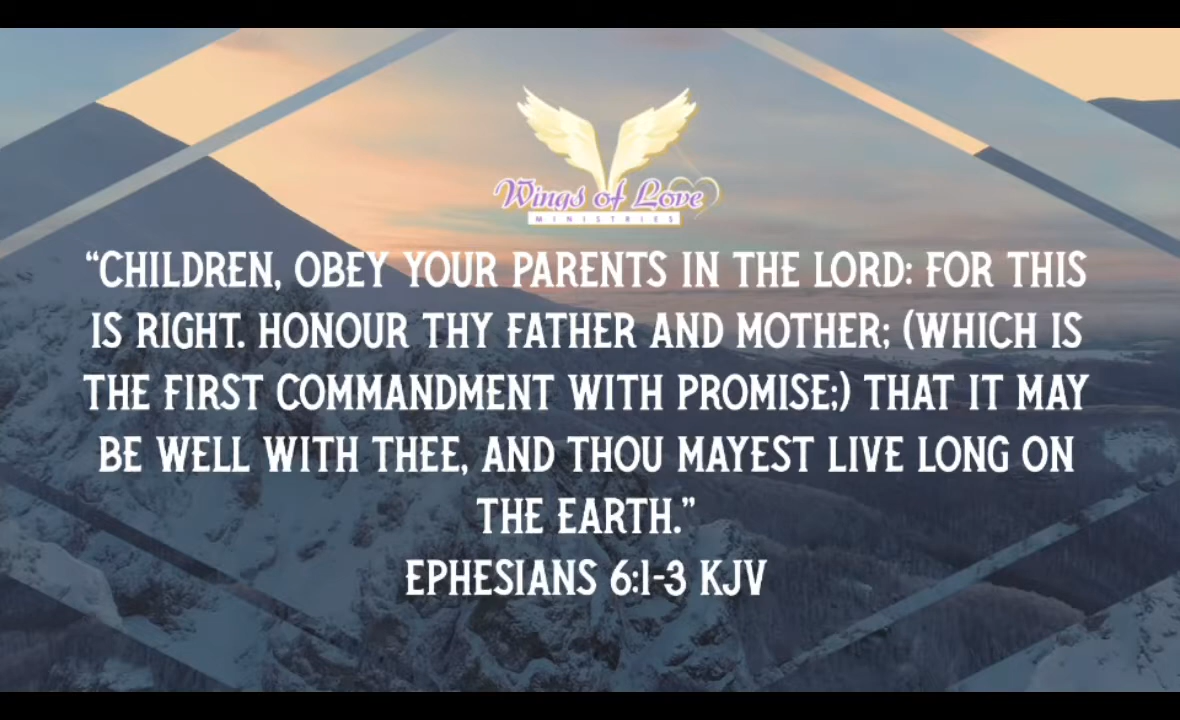 Wings of Love
MINISTRIES
“CHILDREN, OBEY YOUR PARENTS IN THE LORD: FOR THIS
IS RIGHT. HONOUR THY FATHER AND MOTHER; (WHICH IS
THE FIRST COMMANDMENT WITH PROMISE;) THAT IT MAY
BE WELL WITH THEE, AND THOU MAYEST LIVE LONG ON
THE EARTH.”
EPHESIANS 6:1-3 KJV